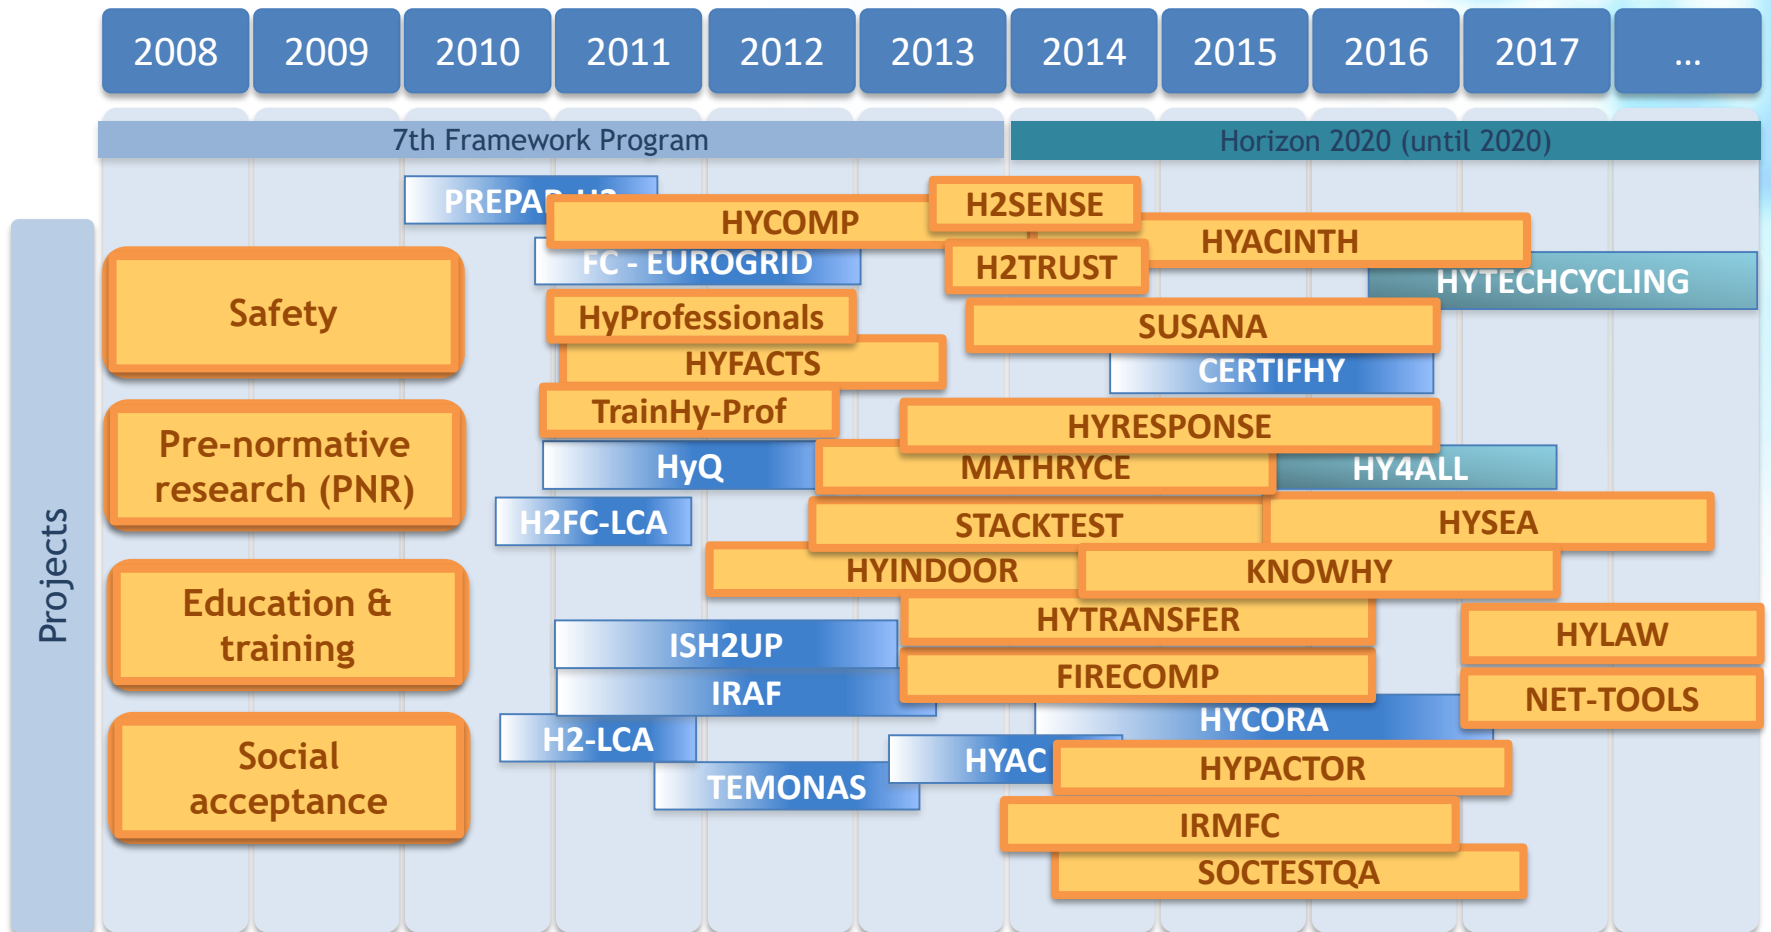 2008 2009 2010 2011 2012 2013 2014 2015 2016 2017 ...
7th Framework Program
Horizon 2020 (until 2020)
Projects
Safety
Pre-normative
research (PNR)
Education &
training
Social
acceptance
PREPAR-H2
HYCOMP
H2SENSE
HYACINTH
FC - EUROGRID
H2TRUST
HYTECHCYCLING
HyProfessionals
SUSANA
HYFACTS
CERTIFHY
TrainHy-Prof
HYRESPONSE
HyQ
MATHRYCE
HY4ALL
H2FC-LCA
STACKTEST
HYSEA
HYINDOOR
KNOWHY
HYTRANSFER
HYLAW
ISH2UP
FIRECOMP
IRAF
NET-TOOLS
H2-LCA
HYCORA
HYAC
HYPACTOR
TEMONAS
IRMFC
SOCTESTQA